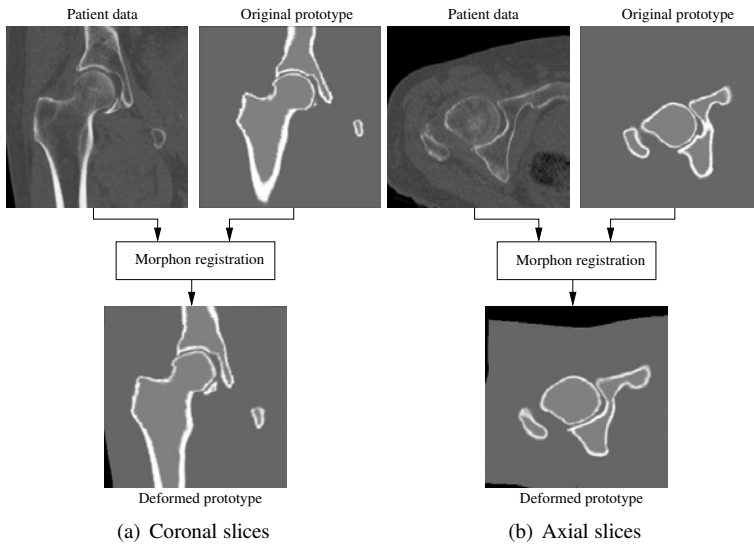 Patient data
Original prototype
Patient data
Original prototype
Morphon registration
Morphon registration
Deformed prototype
Deformed prototype
(a) Coronal slices
(b) Axial slices